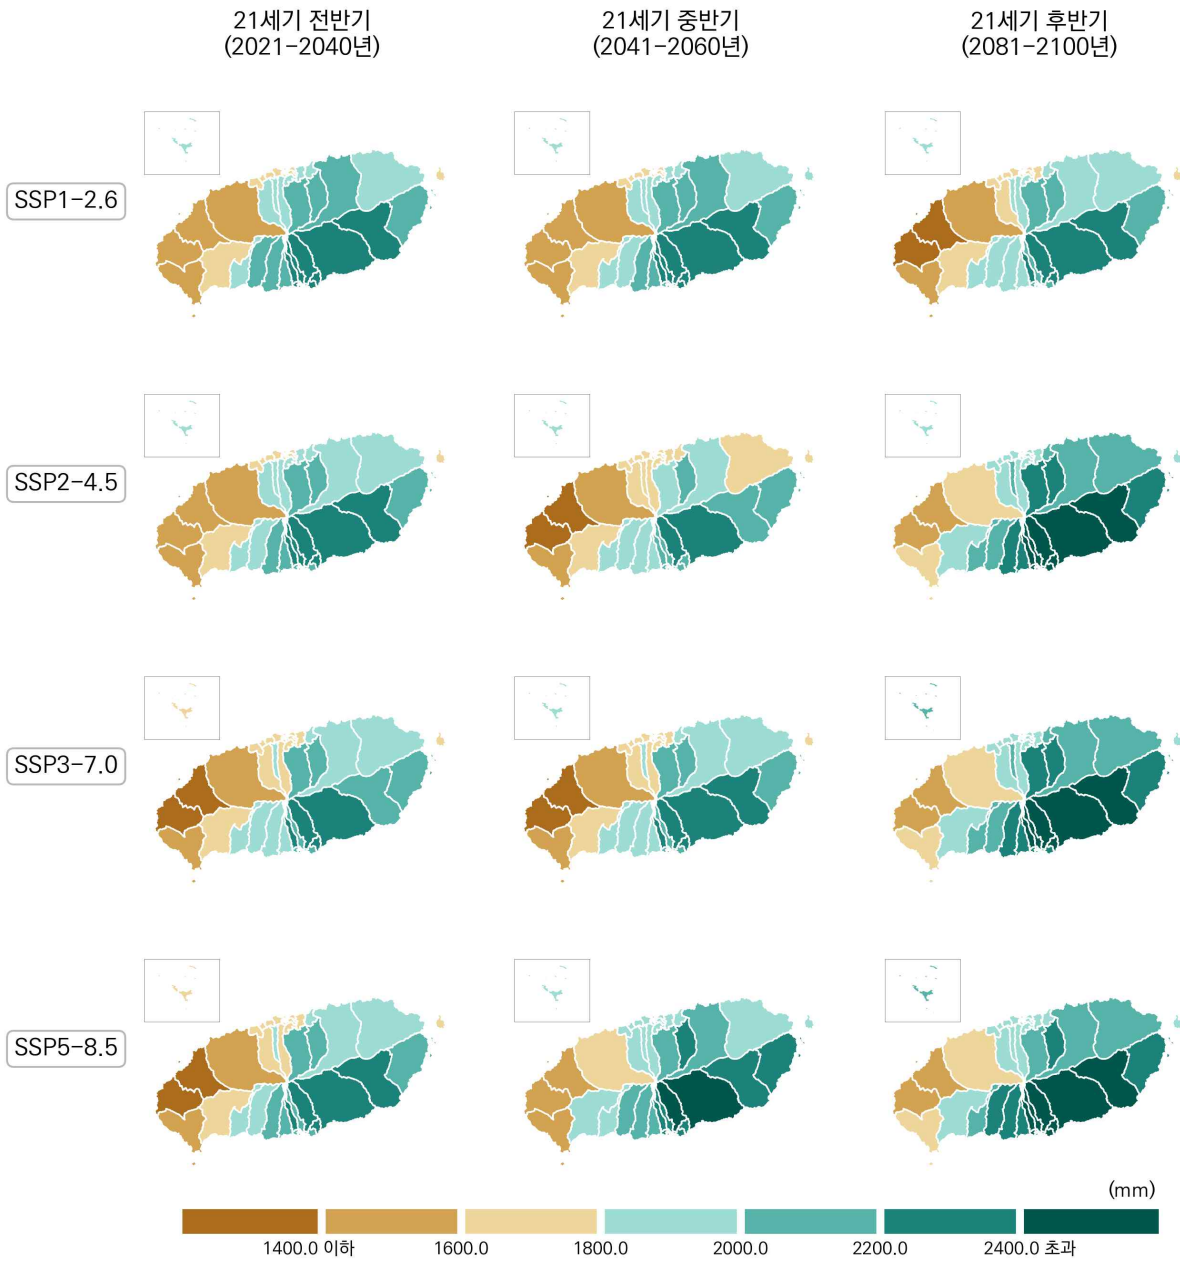 21세기 전반기
(2021-2040년)
21세기 중반기
(2041-2060년)
21세기 후반기
(2081-2100년)
SSP1-2.6
SSP2-4.5
SSP3-7.0
SSP5-8.5
(mm)
1400.0 이하
1600.0
1800.0
2000.0
2200.0
2400.0 초과